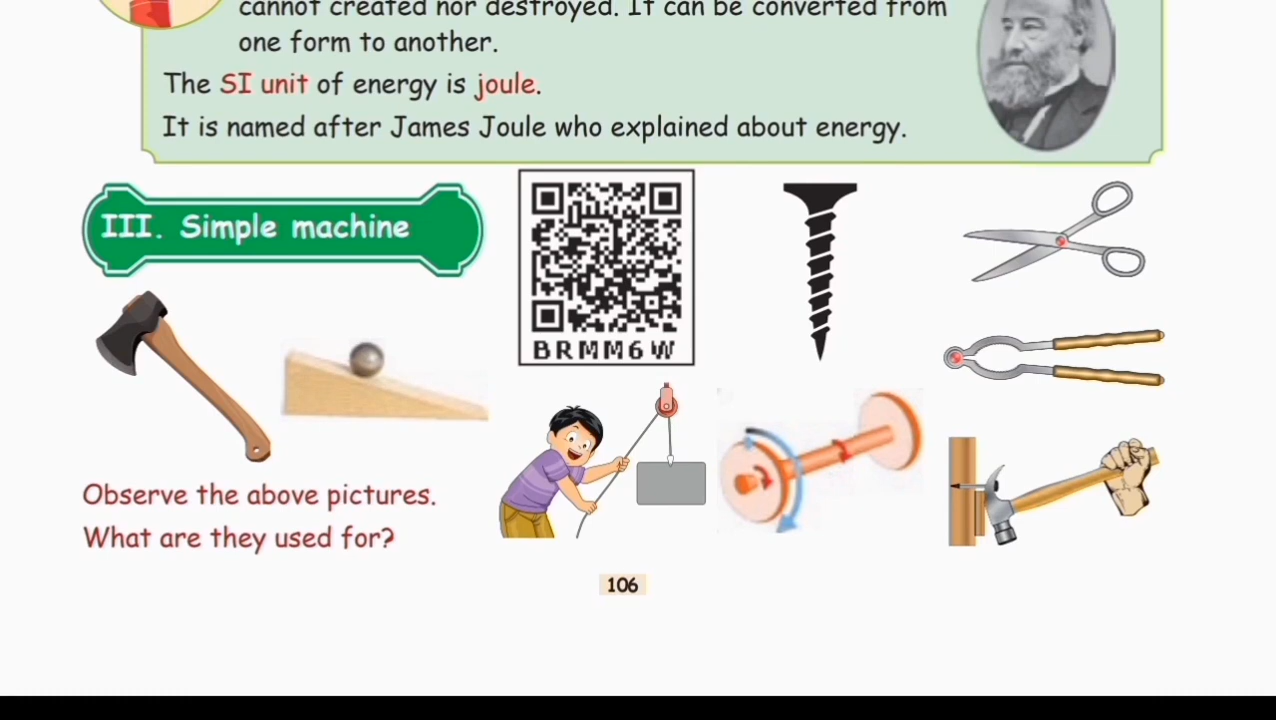 cannot created nor destroyed. It can be converted from
one form to another.
The SI unit of energy is joule.
It is named after James Joule who explained about energy.
III. Simple machine
BRMM6W
Observe the above pictures.
What are they used for?
106